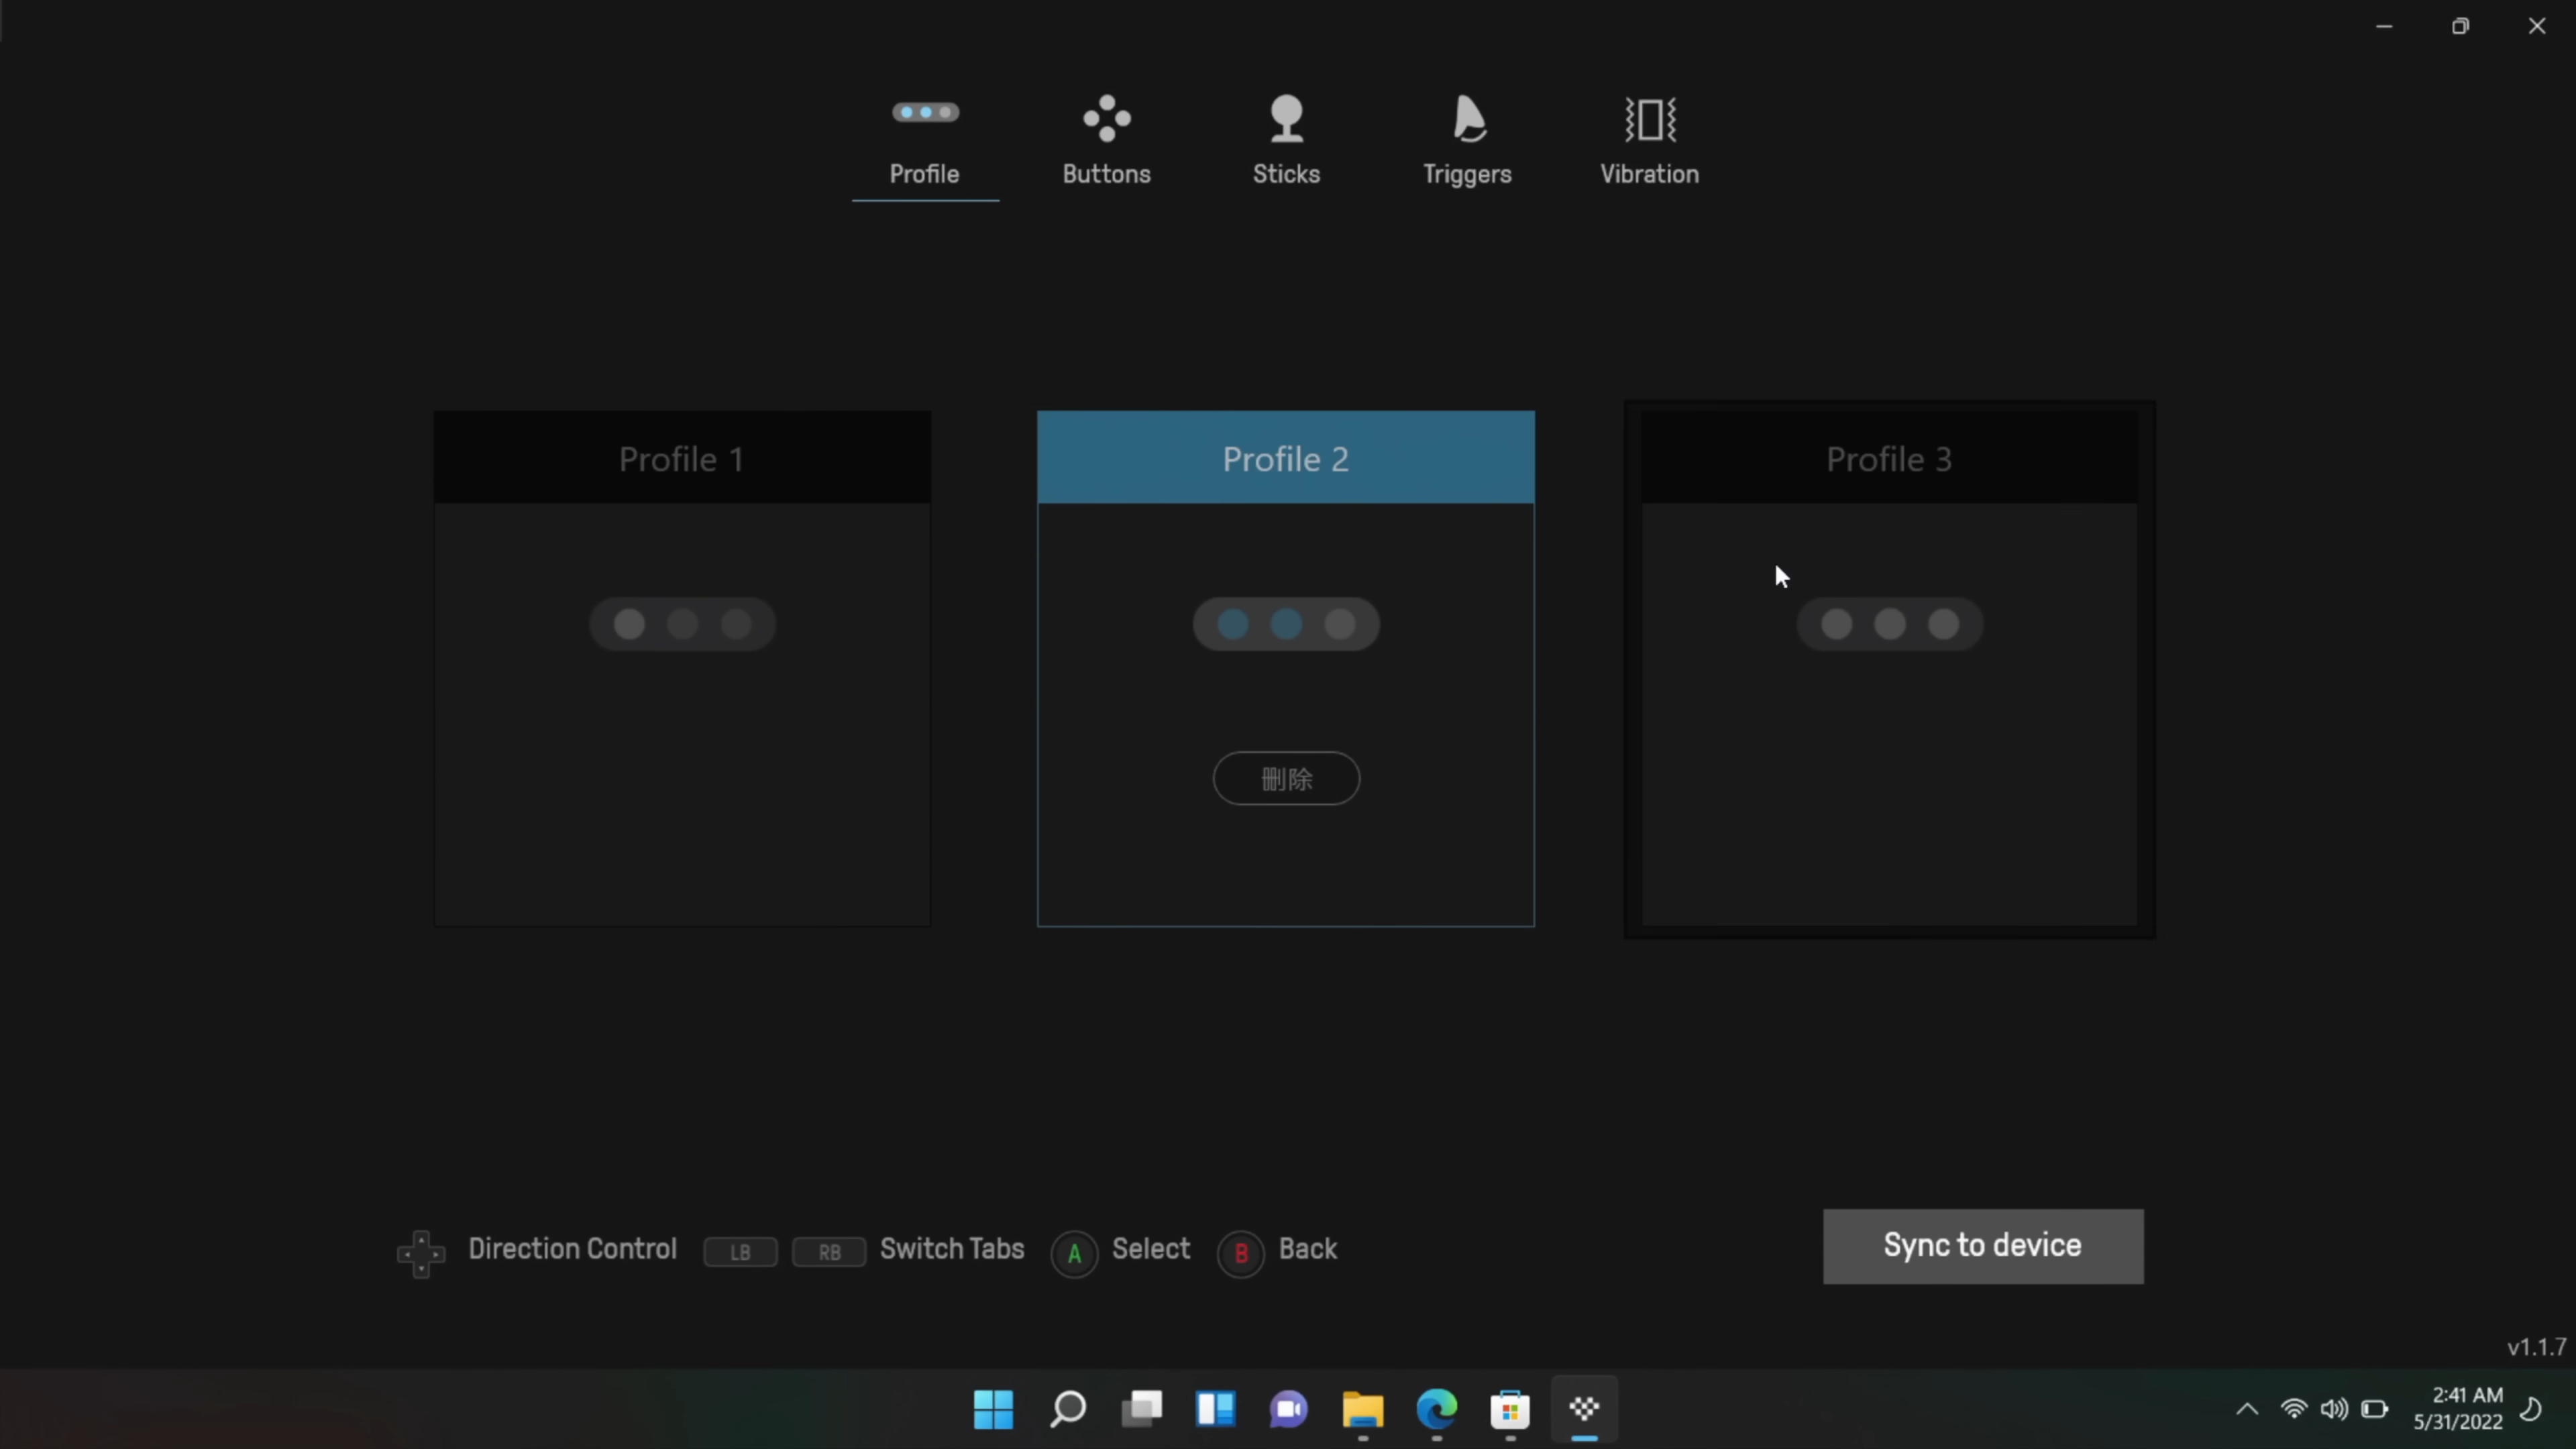 Profile
Buttons
Sticks
Triggers
Vibration
Profile 1
Profile 2
Profile 3
删除
Direction Control
LB
RB
Switch Tabs
A
Select
B
Back
Sync to device
v1.1.7
2:41 AM
5/31/2022